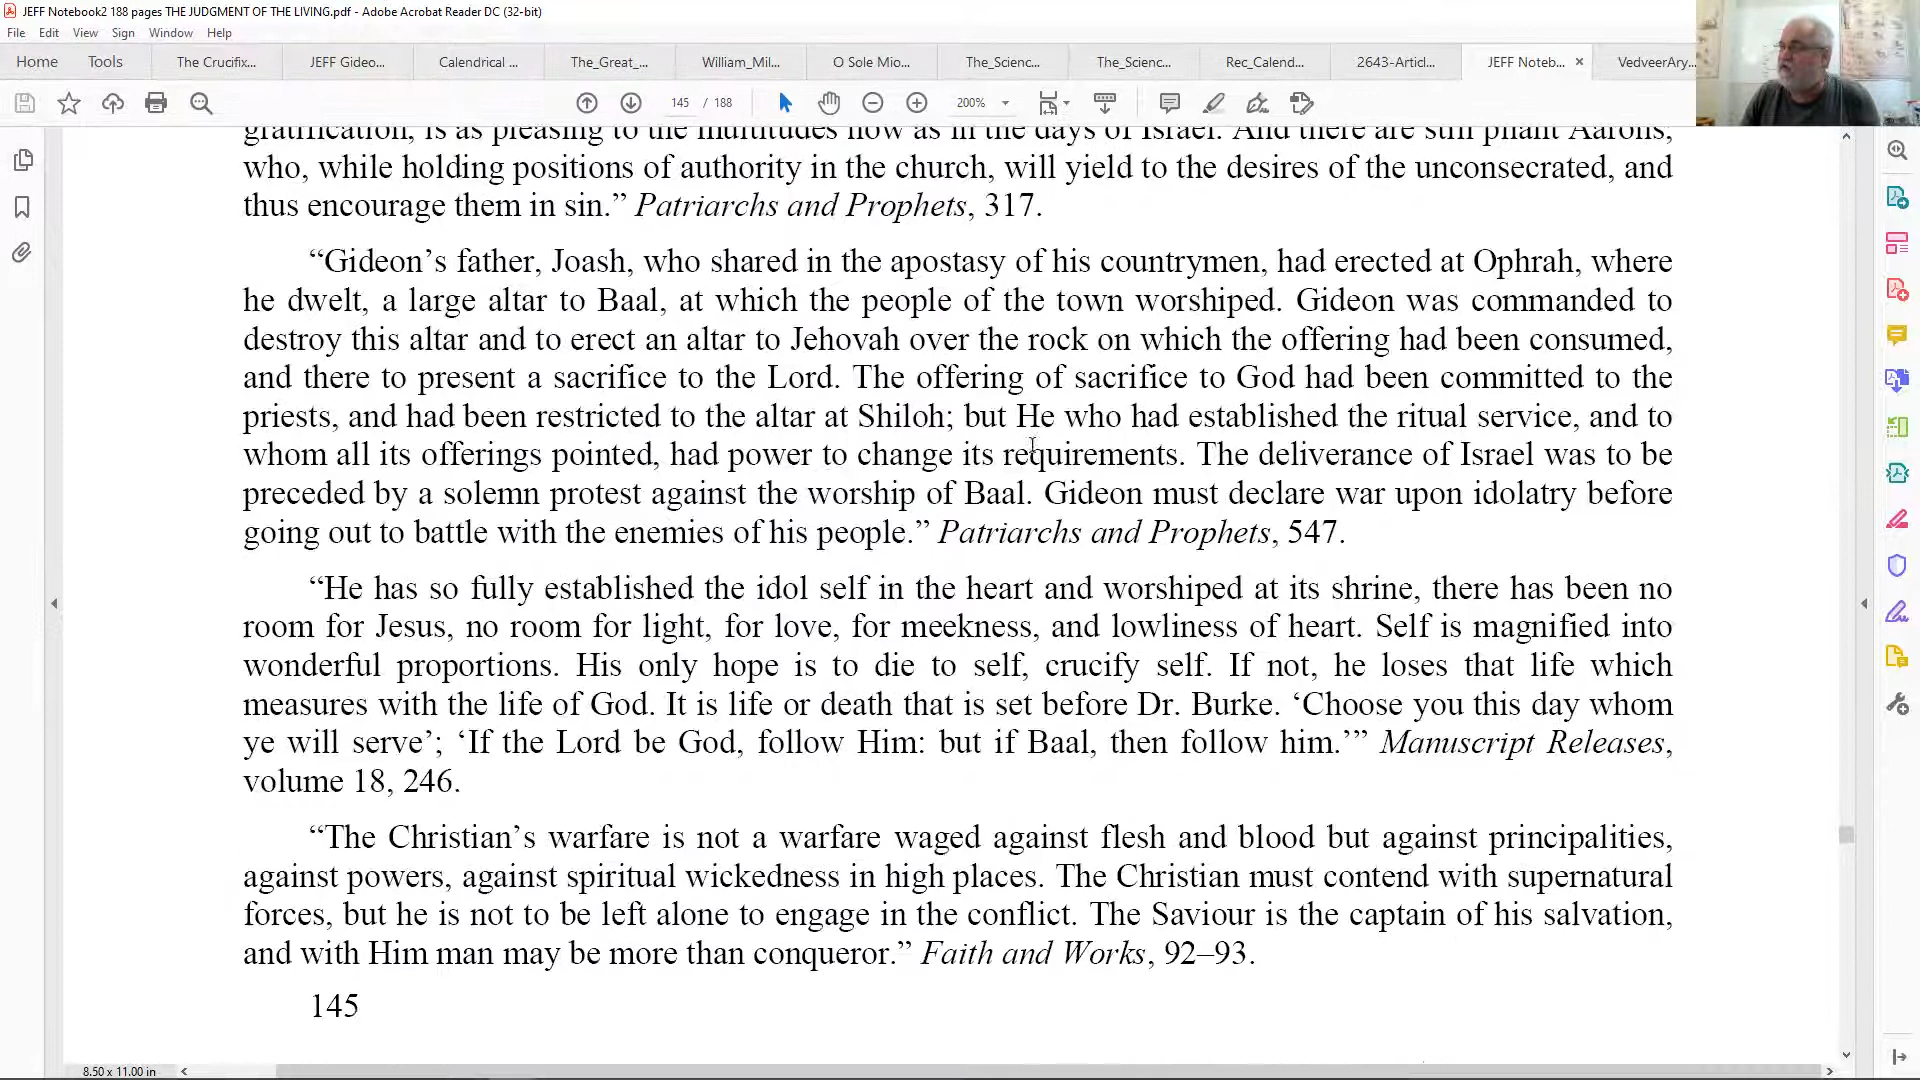 JEFF Notebook2 188 pages THE JUDGMENT OF THE LIVING.pdf - Adobe Acrobat Reader DC (32-bit)
File Edit View Sign Window Help
Home Tools The Crucifix... JEFF Gideo... Calendrical ... The_Great_... William_Mil... O Sole Mio... The_Scienc... The_Scienc... Rec_Calend... 2643-Articl... JEFF Noteb... × VedveerAry...
145 / 188 200%
gratification, is as pleasing to the multitudes now as in the days of Israel. And there are still pliant Aarons,
who, while holding positions of authority in the church, will yield to the desires of the unconsecrated, and
thus encourage them in sin.” Patriarchs and Prophets, 317.
“Gideon’s father, Joash, who shared in the apostasy of his countrymen, had erected at Ophrah, where
he dwelt, a large altar to Baal, at which the people of the town worshiped. Gideon was commanded to
destroy this altar and to erect an altar to Jehovah over the rock on which the offering had been consumed,
and there to present a sacrifice to the Lord. The offering of sacrifice to God had been committed to the
priests, and had been restricted to the altar at Shiloh; but He who had established the ritual service, and to
whom all its offerings pointed, had power to change its requirements. The deliverance of Israel was to be
preceded by a solemn protest against the worship of Baal. Gideon must declare war upon idolatry before
going out to battle with the enemies of his people.” Patriarchs and Prophets, 547.
“He has so fully established the idol self in the heart and worshiped at its shrine, there has been no
room for Jesus, no room for light, for love, for meekness, and lowliness of heart. Self is magnified into
wonderful proportions. His only hope is to die to self, crucify self. If not, he loses that life which
measures with the life of God. It is life or death that is set before Dr. Burke. ‘Choose you this day whom
ye will serve’; ‘If the Lord be God, follow Him: but if Baal, then follow him.’” Manuscript Releases,
volume 18, 246.
“The Christian’s warfare is not a warfare waged against flesh and blood but against principalities,
against powers, against spiritual wickedness in high places. The Christian must contend with supernatural
forces, but he is not to be left alone to engage in the conflict. The Saviour is the captain of his salvation,
and with Him man may be more than conqueror.” Faith and Works, 92–93.
145
8.50 x 11.00 in